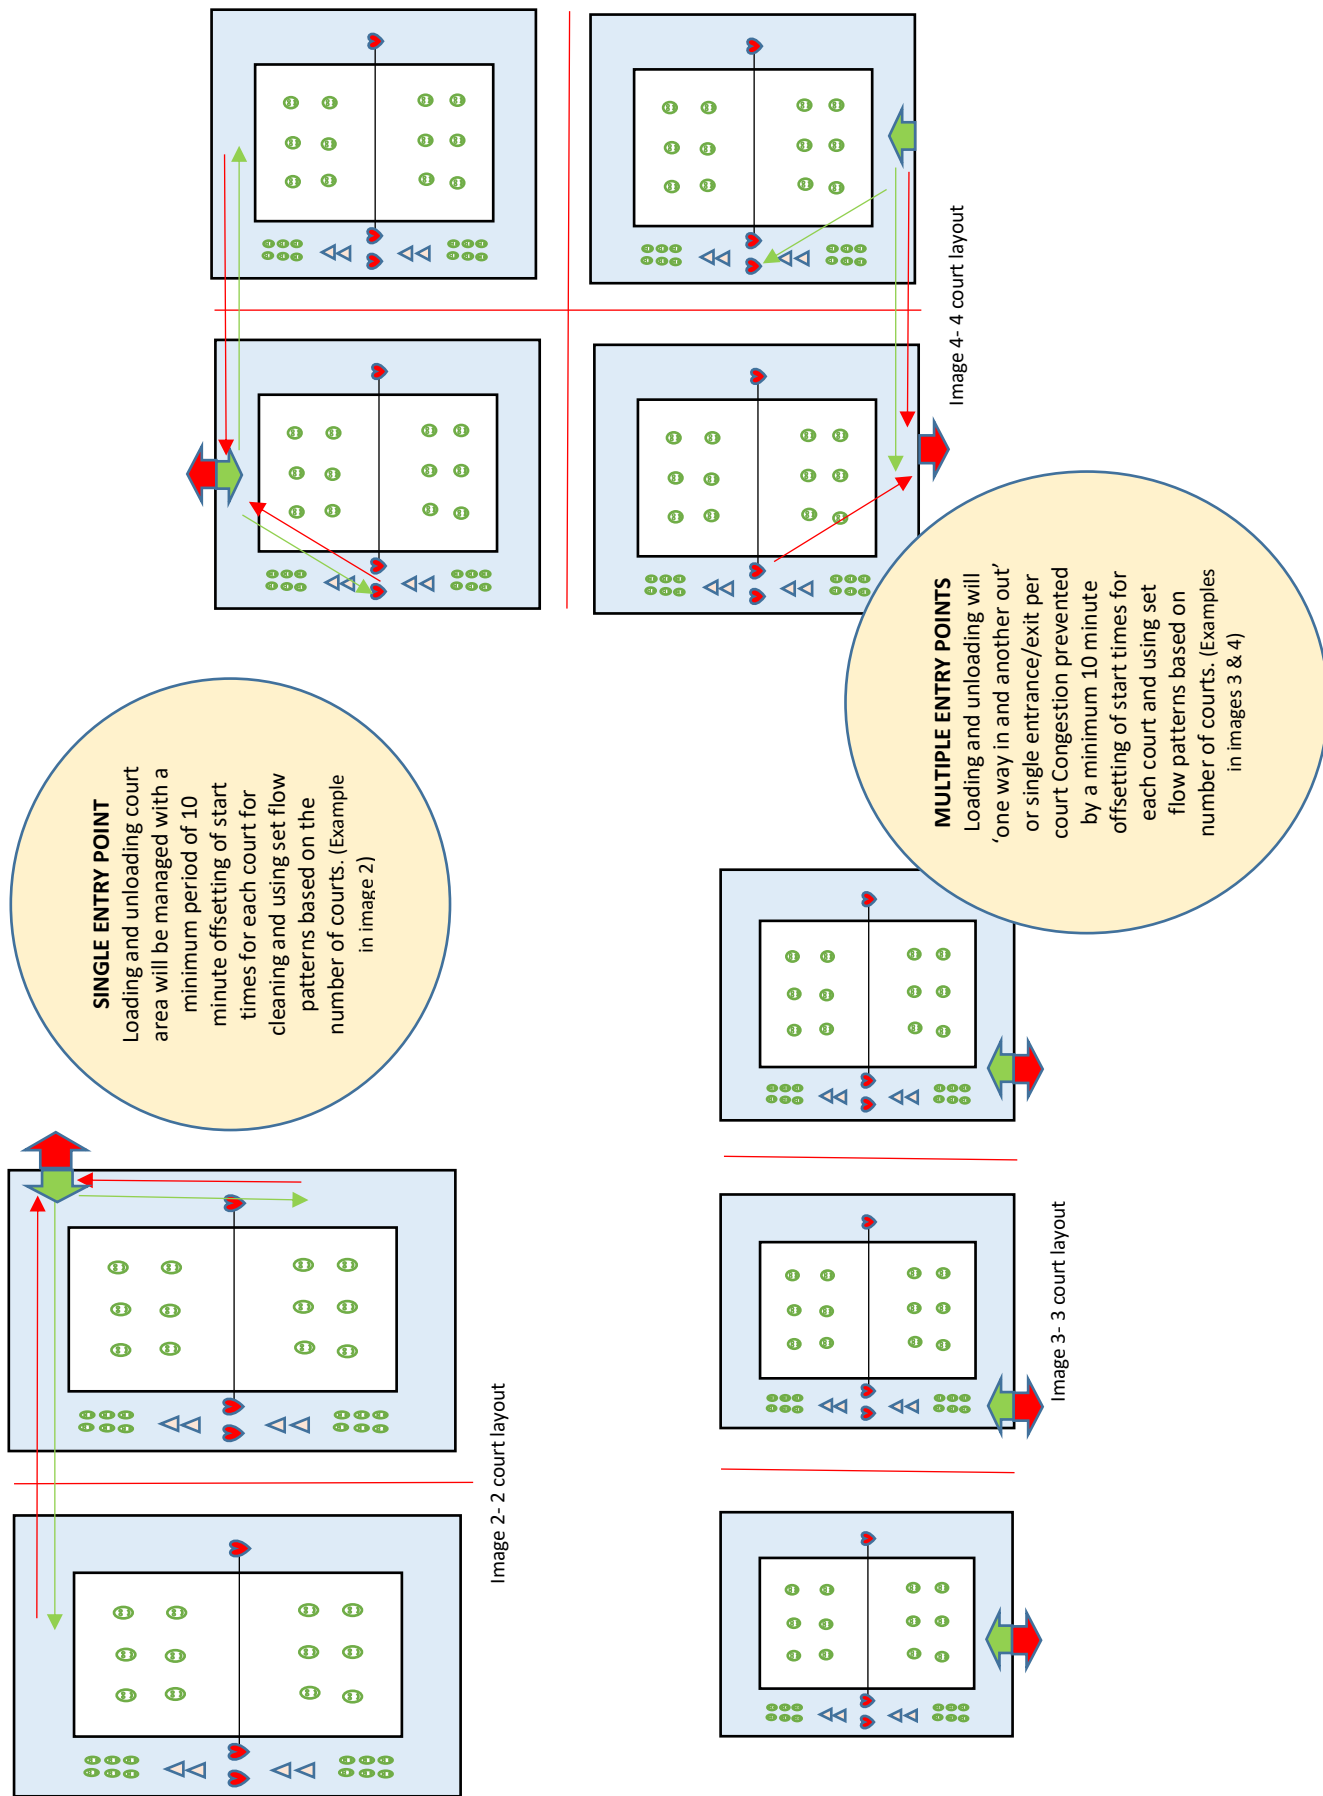 SINGLE ENTRY POINT
Loading and unloading court
area will be managed with a
minimum period of 10
minute offsetting of start
times for each court for
cleaning and using set flow
patterns based on the
number of courts. (Example
in image 2)
Image 2- 2 court layout
MULTIPLE ENTRY POINTS
Loading and unloading will
‘one way in and another out’
or single entrance/exit per
court Congestion prevented
by a minimum 10 minute
offsetting of start times for
each court and using set
flow patterns based on
number of courts. (Examples
in images 3 & 4)
Image 3- 3 court layout
Image 4- 4 court layout